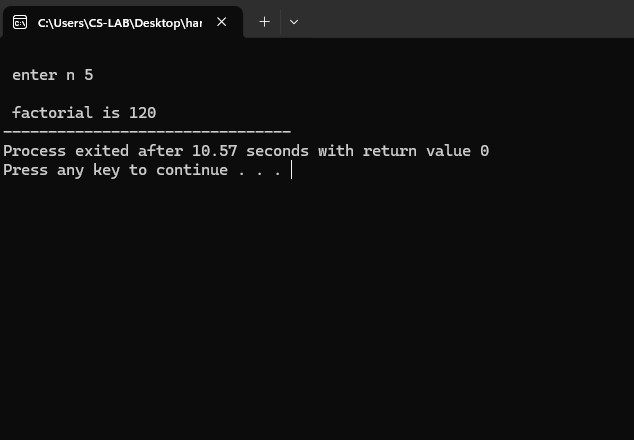 C:\Users\CS-LAB\Desktop\har
enter n 5
factorial is 120
--------------------------------
Process exited after 10.57 seconds with return value 0
Press any key to continue . . .